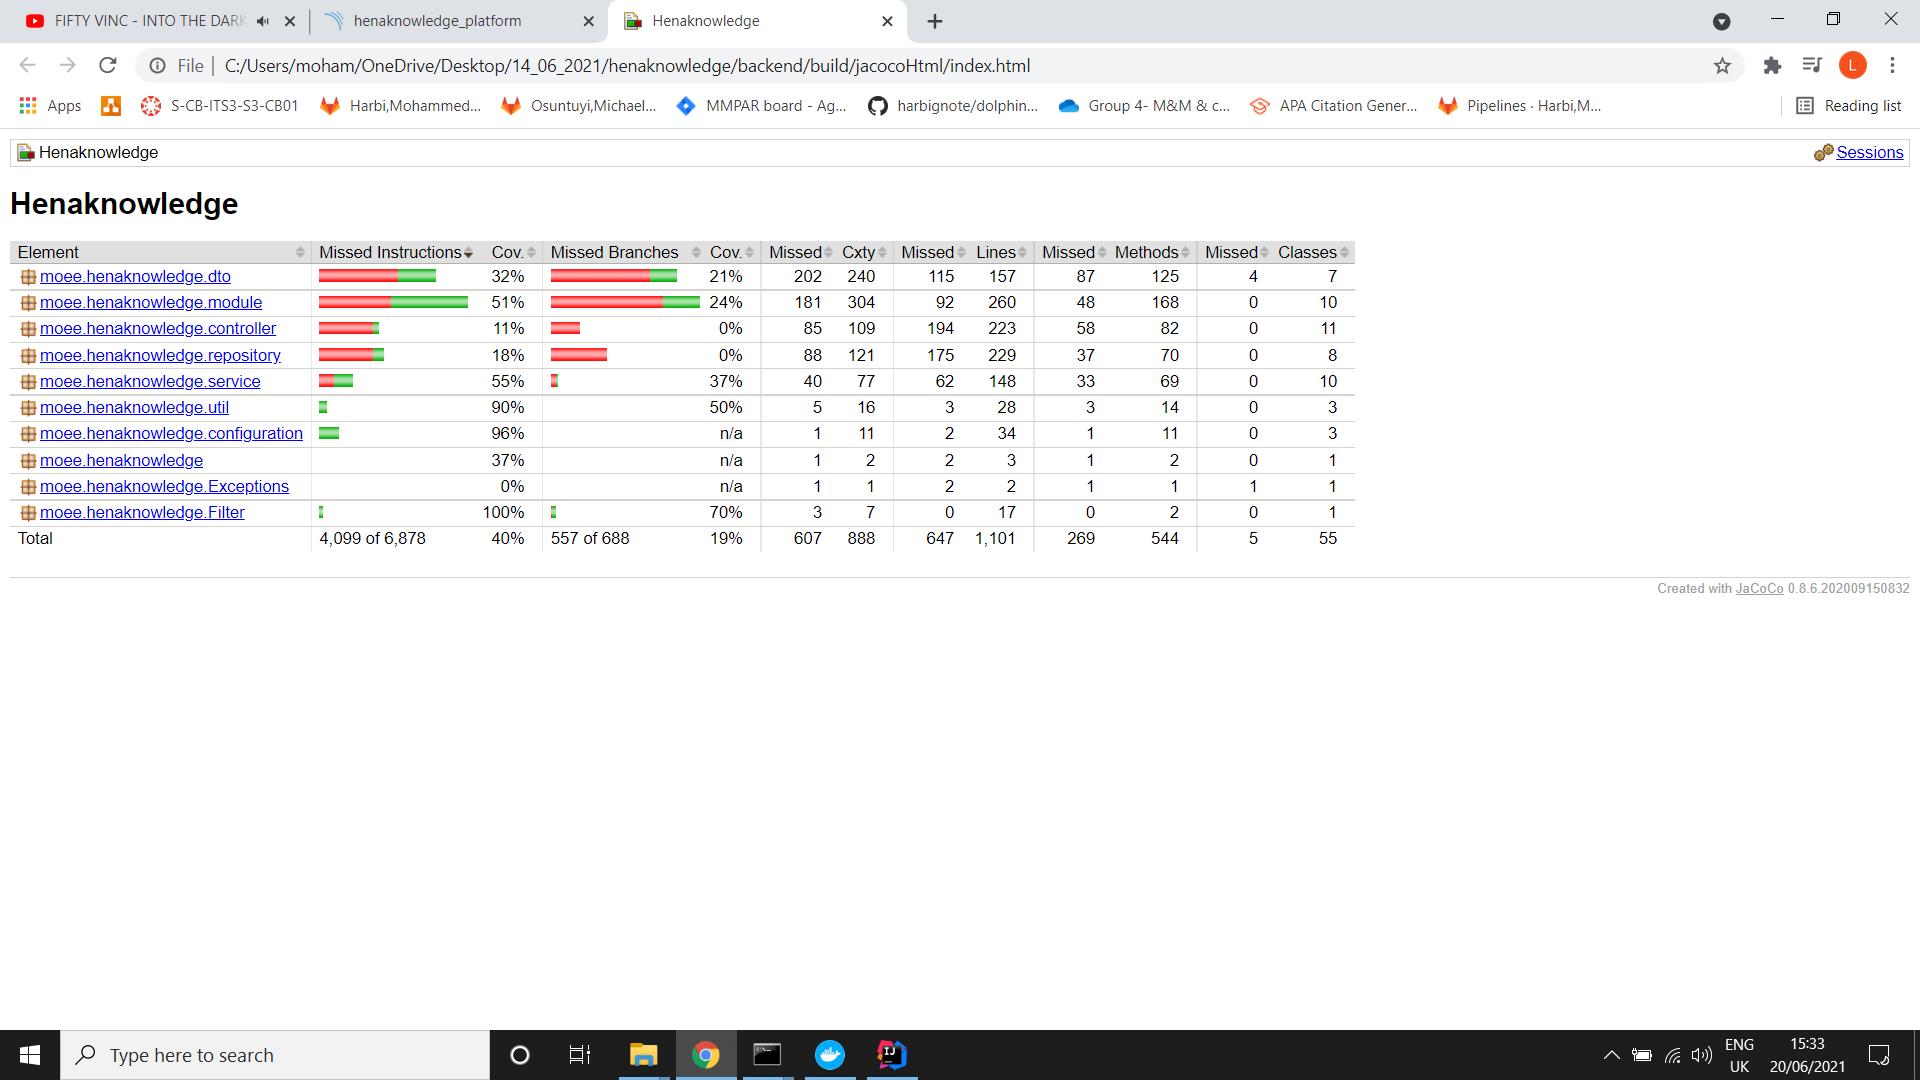 FIFTY VINC - INTO THE DARK
henaknowledge_platform
Henaknowledge
File | C:/Users/moham/OneDrive/Desktop/14_06_2021/henaknowledge/backend/build/jacocoHtml/index.html
L
Apps S-CB-ITS3-S3-CB01 Harbi,Mohammed... Osuntuyi,Michael... MMPAR board - Ag... harbignote/dolphin... Group 4- M&M & c... APA Citation Gener... Pipelines · Harbi,M... Reading list
Henaknowledge Sessions
Henaknowledge
Element Missed Instructions Cov. Missed Branches Cov. Missed Cxty Missed Lines Missed Methods Missed Classes
moee.henaknowledge.dto 32% 21% 202 240 115 157 87 125 4 7
moee.henaknowledge.module 51% 24% 181 304 92 260 48 168 0 10
moee.henaknowledge.controller 11% 0% 85 109 194 223 58 82 0 11
moee.henaknowledge.repository 18% 0% 88 121 175 229 37 70 0 8
moee.henaknowledge.service 55% 37% 40 77 62 148 33 69 0 10
moee.henaknowledge.util 90% 50% 5 16 3 28 3 14 0 3
moee.henaknowledge.configuration 96% n/a 1 11 2 34 1 11 0 3
moee.henaknowledge 37% n/a 1 2 2 3 1 2 0 1
moee.henaknowledge.Exceptions 0% n/a 1 1 2 2 1 1 1 1
moee.henaknowledge.Filter 100% 70% 3 7 0 17 0 2 0 1
Total 4,099 of 6,878 40% 557 of 688 19% 607 888 647 1,101 269 544 5 55
Created with JaCoCo 0.8.6.202009150832
Type here to search
IJ
ENG
UK
15:33
20/06/2021